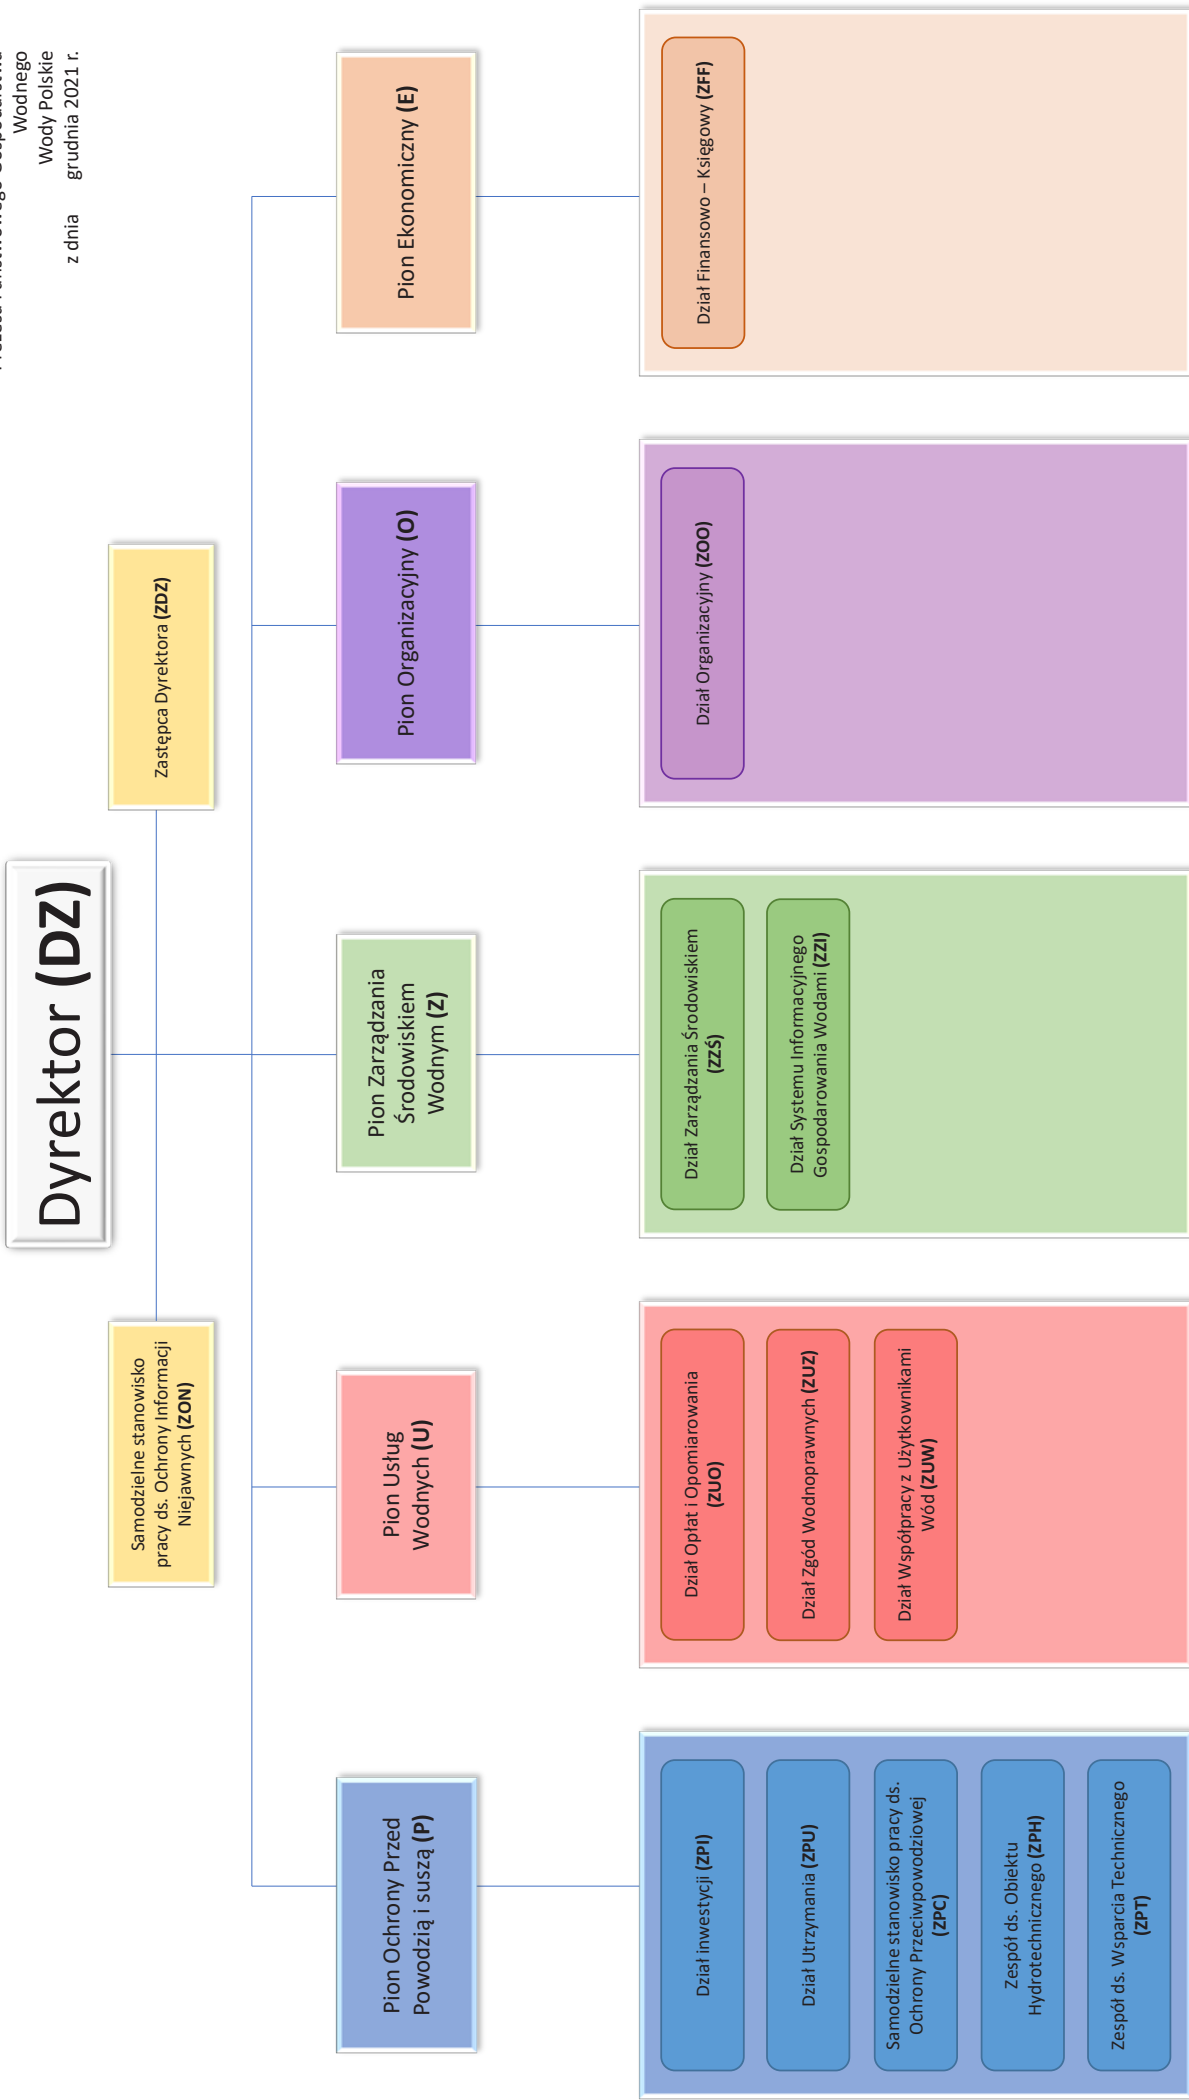 Wodnego
Wody Polskie
z dnia grudnia 2021 r.
Dyrektor (DZ)
Samodzielne stanowisko
pracy ds. Ochrony Informacji
Niejawnych (ZON)
Zastępca Dyrektora (ZDZ)
Pion Ochrony Przed
Powodzią i suszą (P)
Pion Usług
Wodnych (U)
Pion Zarządzania
Środowiskiem
Wodnym (Z)
Pion Organizacyjny (O)
Pion Ekonomiczny (E)
Dział inwestycji (ZPI)
Dział Utrzymania (ZPU)
Samodzielne stanowisko pracy ds.
Ochrony Przeciwpowodziowej
(ZPC)
Zespół ds. Obiektu
Hydrotechnicznego (ZPH)
Zespół ds. Wsparcia Technicznego
(ZPT)
Dział Opłat i Opomiarowania
(ZUO)
Dział Zgód Wodnoprawnych (ZUZ)
Dział Współpracy z Użytkownikami
Wód (ZUW)
Dział Zarządzania Środowiskiem
(ZZŚ)
Dział Systemu Informacyjnego
Gospodarowania Wodami (ZZI)
Dział Organizacyjny (ZOO)
Dział Finansowo – Księgowy (ZFF)